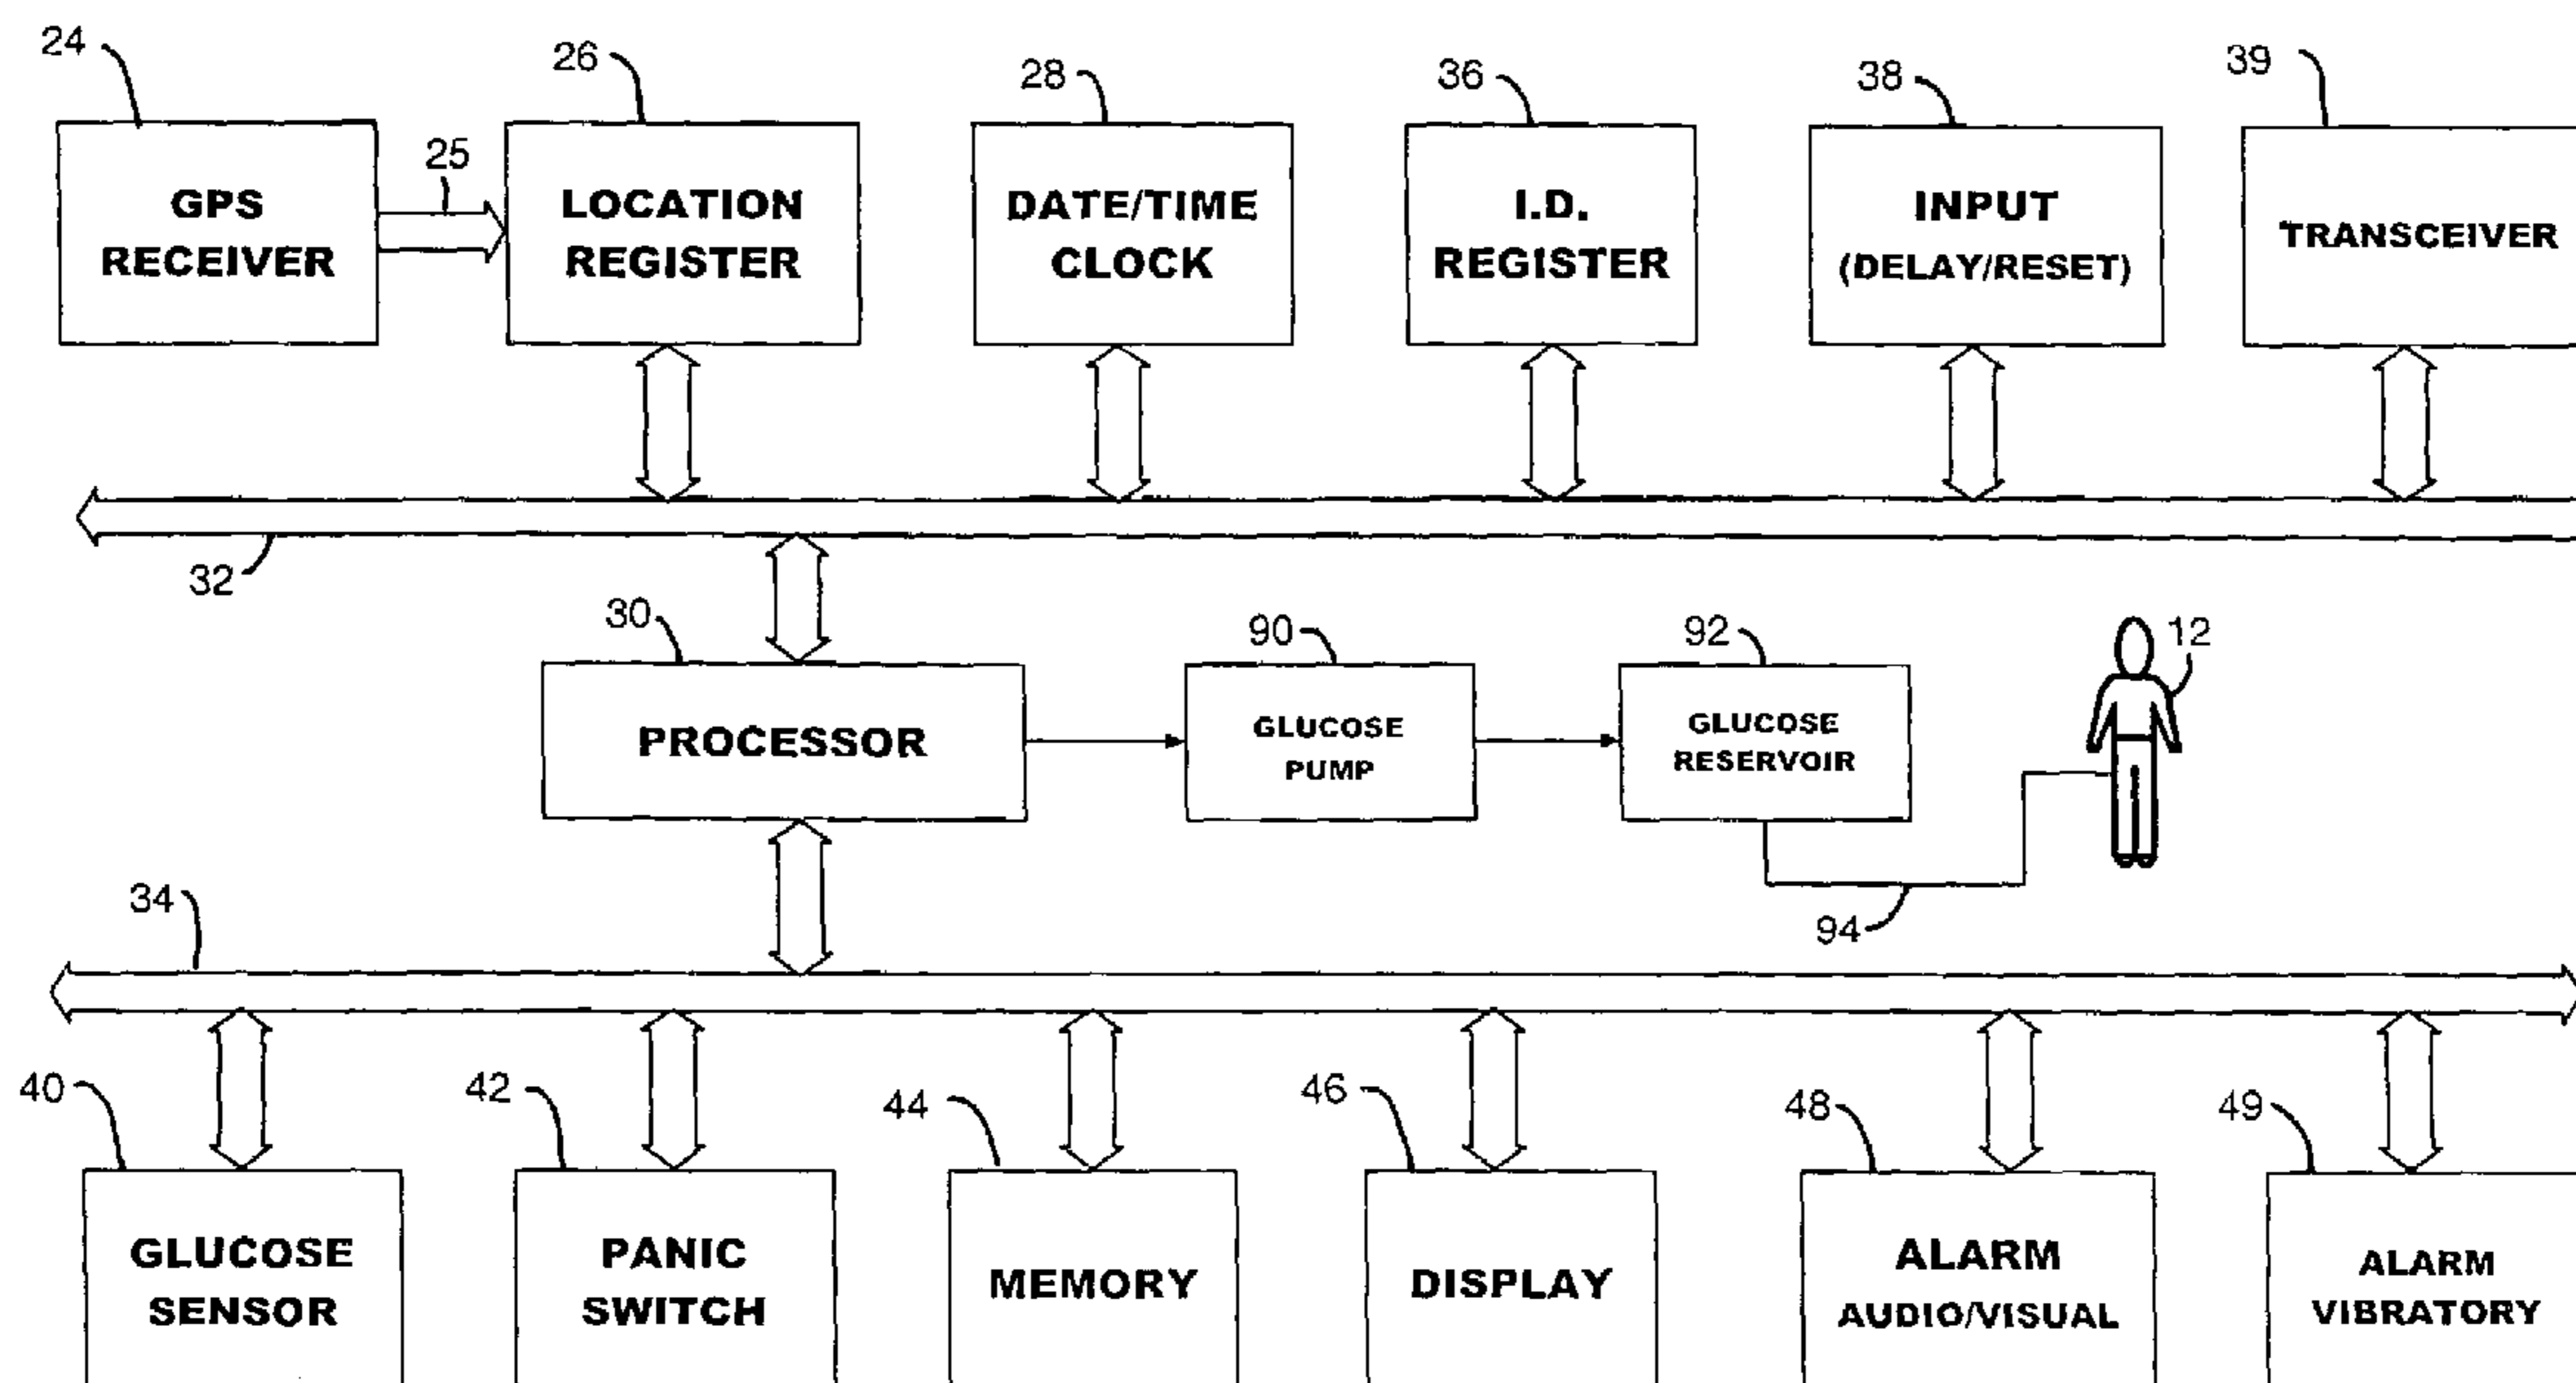 24
26
28
36
38
39
25
GPS
RECEIVER
LOCATION
REGISTER
DATE/TIME
CLOCK
I.D.
REGISTER
INPUT
(DELAY/RESET)
TRANSCEIVER
32
30
90
92
12
PROCESSOR
GLUCOSE
PUMP
GLUCOSE
RESERVOIR
34
94
40
42
44
46
48
49
GLUCOSE
SENSOR
PANIC
SWITCH
MEMORY
DISPLAY
ALARM
AUDIO/VISUAL
ALARM
VIBRATORY